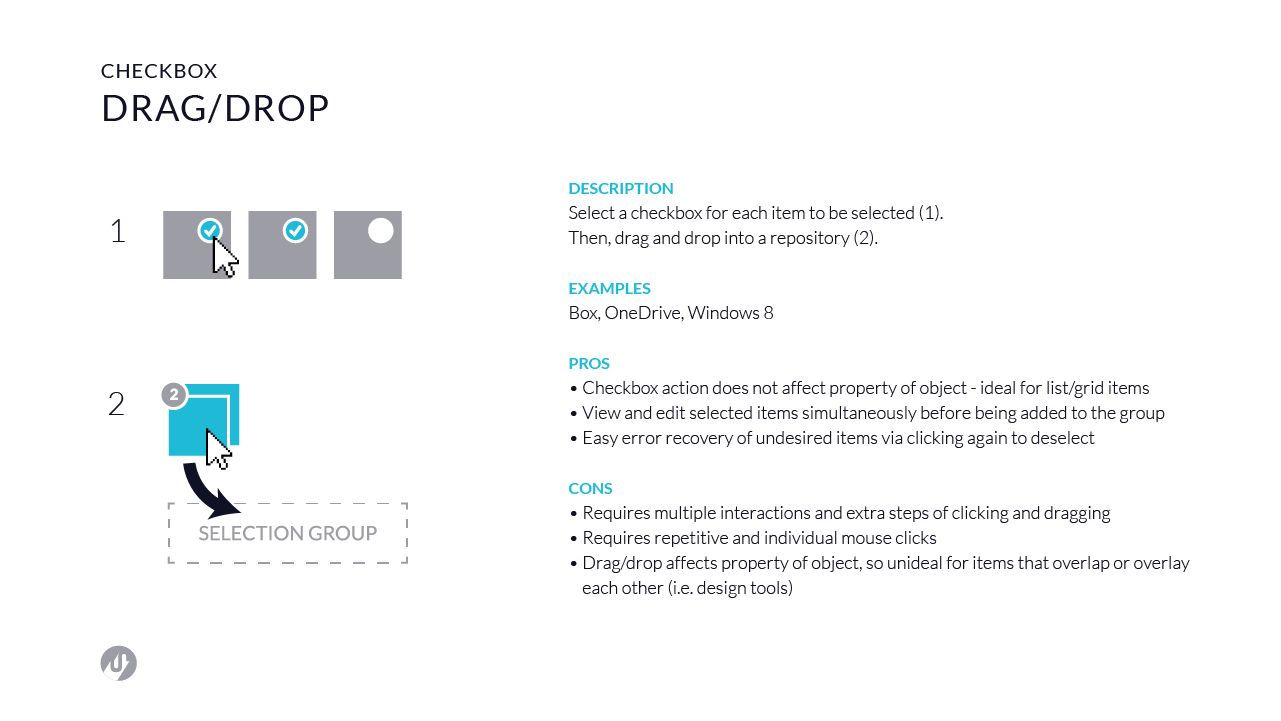 CHECKBOX
DRAG/DROP
1
2
2
SELECTION GROUP
DESCRIPTION
Select a checkbox for each item to be selected (1).
Then, drag and drop into a repository (2).
EXAMPLES
Box, OneDrive, Windows 8
PROS
• Checkbox action does not affect property of object - ideal for list/grid items
• View and edit selected items simultaneously before being added to the group
• Easy error recovery of undesired items via clicking again to deselect
CONS
• Requires multiple interactions and extra steps of clicking and dragging
• Requires repetitive and individual mouse clicks
• Drag/drop affects property of object, so unideal for items that overlap or overlay
each other (i.e. design tools)